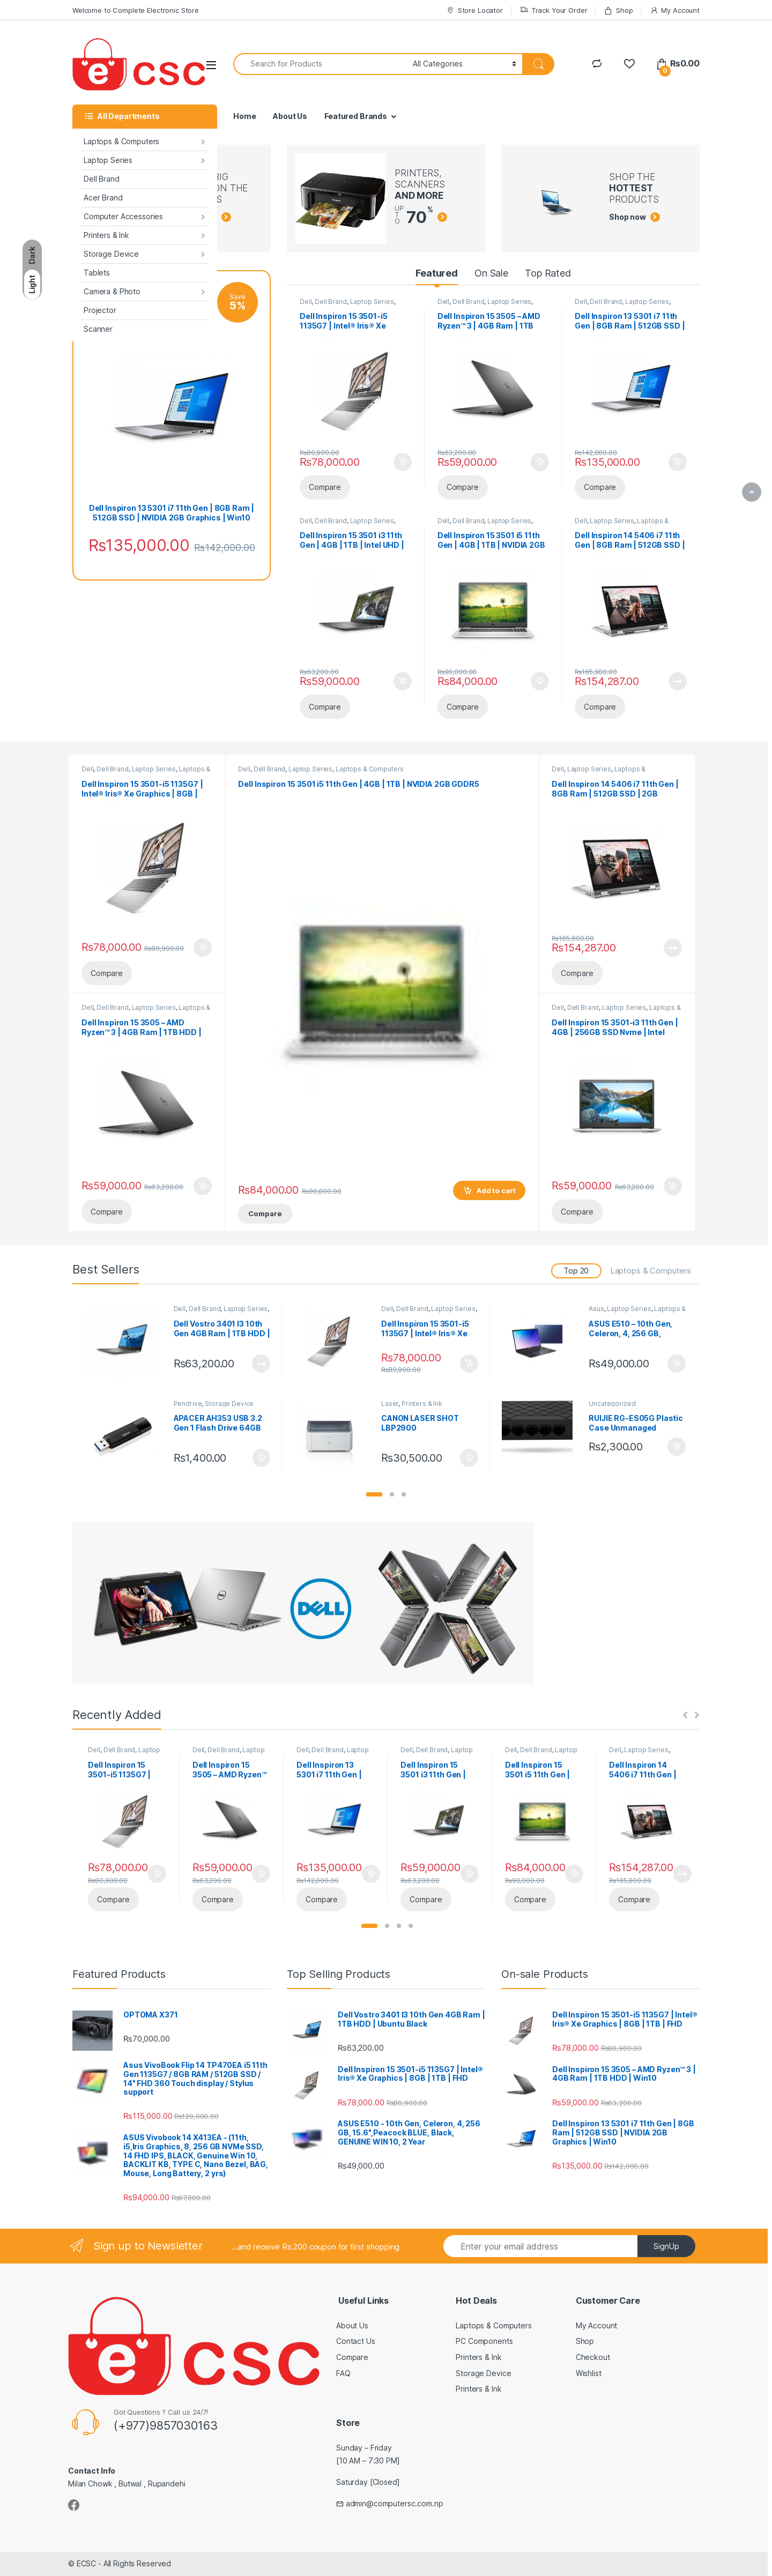 Welcome to Complete Electronic Store
Store Locator
Track Your Order
Shop
My Account
e CSC
Search for Products
All Categories
0
₨0.00
All Departments
Home
About Us
Featured Brands
Laptops & Computers
Laptop Series
Dell Brand
Acer Brand
Computer Accessories
Printers & Ink
Storage Device
Tablets
Camera & Photo
Projector
Scanner
Dark
Light
BIG
ON THE
S
PRINTERS,
SCANNERS
AND MORE
UP
TO
70%
SHOP THE
HOTTEST
PRODUCTS
Shop now
Save
5%
Dell Inspiron 13 5301 i7 11th Gen | 8GB Ram |
512GB SSD | NVIDIA 2GB Graphics | Win10
₨135,000.00 ₨142,000.00
Featured
On Sale
Top Rated
Dell, Dell Brand, Laptop Series,
Dell Inspiron 15 3501-i5
1135G7 | Intel® Iris® Xe
₨80,900.00
₨78,000.00
Compare
Dell, Dell Brand, Laptop Series,
Dell Inspiron 15 3505 – AMD
Ryzen™ 3 | 4GB Ram | 1TB
₨63,200.00
₨59,000.00
Compare
Dell, Dell Brand, Laptop Series,
Dell Inspiron 13 5301 i7 11th
Gen | 8GB Ram | 512GB SSD |
₨142,000.00
₨135,000.00
Compare
Dell, Dell Brand, Laptop Series,
Dell Inspiron 15 3501 i3 11th
Gen | 4GB | 1TB | Intel UHD |
₨63,200.00
₨59,000.00
Compare
Dell, Dell Brand, Laptop Series,
Dell Inspiron 15 3501 i5 11th
Gen | 4GB | 1TB | NVIDIA 2GB
₨90,000.00
₨84,000.00
Compare
Dell, Laptop Series, Laptops &
Dell Inspiron 14 5406 i7 11th
Gen | 8GB Ram | 512GB SSD |
₨165,900.00
₨154,287.00
Compare
Dell, Dell Brand, Laptop Series, Laptops &
Dell Inspiron 15 3501-i5 1135G7 |
Intel® Iris® Xe Graphics | 8GB |
₨78,000.00 ₨80,900.00
Compare
Dell, Dell Brand, Laptop Series, Laptops &
Dell Inspiron 15 3505 – AMD
Ryzen™ 3 | 4GB Ram | 1TB HDD |
₨59,000.00 ₨63,200.00
Compare
Dell, Dell Brand, Laptop Series, Laptops & Computers
Dell Inspiron 15 3501 i5 11th Gen | 4GB | 1TB | NVIDIA 2GB GDDR5
₨84,000.00 ₨90,000.00
Add to cart
Compare
Dell, Laptop Series, Laptops &
Dell Inspiron 14 5406 i7 11th Gen |
8GB Ram | 512GB SSD | 2GB
₨165,900.00
₨154,287.00
Compare
Dell, Dell Brand, Laptop Series, Laptops &
Dell Inspiron 15 3501-i3 11th Gen |
4GB | 256GB SSD Nvme | Intel
₨59,000.00 ₨63,200.00
Compare
Best Sellers
Top 20
Laptops & Computers
Dell, Dell Brand, Laptop Series,
Dell Vostro 3401 I3 10th
Gen 4GB Ram | 1TB HDD |
₨63,200.00
Dell, Dell Brand, Laptop Series,
Dell Inspiron 15 3501-i5
1135G7 | Intel® Iris® Xe
₨78,000.00
₨80,900.00
Asus, Laptop Series, Laptops &
ASUS E510 – 10th Gen,
Celeron, 4, 256 GB,
₨49,000.00
Pendrive, Storage Device
APACER AH353 USB 3.2
Gen 1 Flash Drive 64GB
₨1,400.00
Laser, Printers & Ink
CANON LASER SHOT
LBP2900
₨30,500.00
Uncategorized
RUIJIE RG-ES05G Plastic
Case Unmanaged
₨2,300.00
DELL
Recently Added
Dell, Dell Brand, Laptop
Dell Inspiron 15
3501-i5 1135G7 |
₨78,000.00
₨80,900.00
Compare
Dell, Dell Brand, Laptop
Dell Inspiron 15
3505 – AMD Ryzen™
₨59,000.00
₨63,200.00
Compare
Dell, Dell Brand, Laptop
Dell Inspiron 13
5301 i7 11th Gen |
₨135,000.00
₨142,000.00
Compare
Dell, Dell Brand, Laptop
Dell Inspiron 15
3501 i3 11th Gen |
₨59,000.00
₨63,200.00
Compare
Dell, Dell Brand, Laptop
Dell Inspiron 15
3501 i5 11th Gen |
₨84,000.00
₨90,000.00
Compare
Dell, Laptop Series,
Dell Inspiron 14
5406 i7 11th Gen |
₨154,287.00
₨165,900.00
Compare
Featured Products
OPTOMA X371
₨70,000.00
Asus VivoBook Flip 14 TP470EA i5 11th
Gen 1135G7 / 8GB RAM / 512GB SSD /
14" FHD 360 Touch display / Stylus
support
₨115,000.00 ₨120,000.00
ASUS Vivobook 14 X413EA - (11th,
i5,Iris Graphics, 8, 256 GB NVMe SSD,
14 FHD IPS, BLACK, Genuine Win 10,
BACKLIT KB, TYPE C, Nano Bezel, BAG,
Mouse, Long Battery, 2 yrs)
₨94,000.00 ₨97,000.00
Top Selling Products
Dell Vostro 3401 I3 10th Gen 4GB Ram |
1TB HDD | Ubuntu Black
₨63,200.00
Dell Inspiron 15 3501-i5 1135G7 | Intel®
Iris® Xe Graphics | 8GB | 1TB | FHD
₨78,000.00 ₨80,900.00
ASUS E510 - 10th Gen, Celeron, 4, 256
GB, 15.6",Peacock BLUE, Black,
GENUINE WIN 10, 2 Year
₨49,000.00
On-sale Products
Dell Inspiron 15 3501-i5 1135G7 | Intel®
Iris® Xe Graphics | 8GB | 1TB | FHD
₨78,000.00 ₨80,900.00
Dell Inspiron 15 3505 – AMD Ryzen™ 3 |
4GB Ram | 1TB HDD | Win10
₨59,000.00 ₨63,200.00
Dell Inspiron 13 5301 i7 11th Gen | 8GB
Ram | 512GB SSD | NVIDIA 2GB
Graphics | Win10
₨135,000.00 ₨142,000.00
Sign up to Newsletter
...and receive Rs.200 coupon for first shopping
Enter your email address
SignUp
e CSC
Got Questions ? Call us 24/7!
(+977)9857030163
Contact Info
Milan Chowk , Butwal , Rupandehi
Useful Links
About Us
Contact Us
Compare
FAQ
Hot Deals
Laptops & Computers
PC Components
Printers & Ink
Storage Device
Printers & Ink
Customer Care
My Account
Shop
Checkout
Wishlist
Store
Sunday – Friday
[10 AM – 7:30 PM]
Saturday [Closed]
admin@computersc.com.np
© ECSC - All Rights Reserved